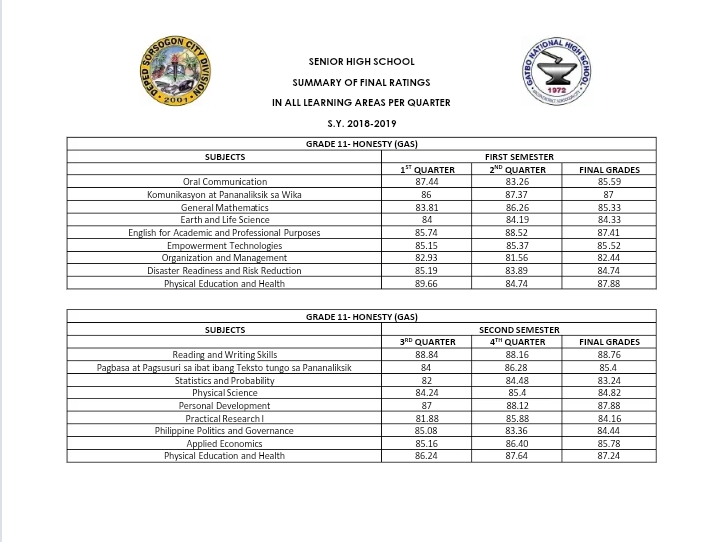 DEPED SORSOGON CITY DIVISION
2001
GATBO NATIONAL HIGH SCHOOL
1972
SENIOR HIGH SCHOOL
SUMMARY OF FINAL RATINGS
IN ALL LEARNING AREAS PER QUARTER
S.Y. 2018-2019
GRADE 11- HONESTY (GAS)
SUBJECTS FIRST SEMESTER
1ST QUARTER 2ND QUARTER FINAL GRADES
Oral Communication 87.44 83.26 85.59
Komunikasyon at Pananaliksik sa Wika 86 87.37 87
General Mathematics 83.81 86.26 85.33
Earth and Life Science 84 84.19 84.33
English for Academic and Professional Purposes 85.74 88.52 87.41
Empowerment Technologies 85.15 85.37 85.52
Organization and Management 82.93 81.56 82.44
Disaster Readiness and Risk Reduction 85.19 83.89 84.74
Physical Education and Health 89.66 84.74 87.88
GRADE 11- HONESTY (GAS)
SUBJECTS SECOND SEMESTER
3RD QUARTER 4TH QUARTER FINAL GRADES
Reading and Writing Skills 88.84 88.16 88.76
Pagbasa at Pagsusuri sa ibat ibang Teksto tungo sa Pananaliksik 84 86.28 85.4
Statistics and Probability 82 84.48 83.24
Physical Science 84.24 85.4 84.82
Personal Development 87 88.12 87.88
Practical Research I 81.88 85.88 84.16
Philippine Politics and Governance 85.08 83.36 84.44
Applied Economics 85.16 86.40 85.78
Physical Education and Health 86.24 87.64 87.24